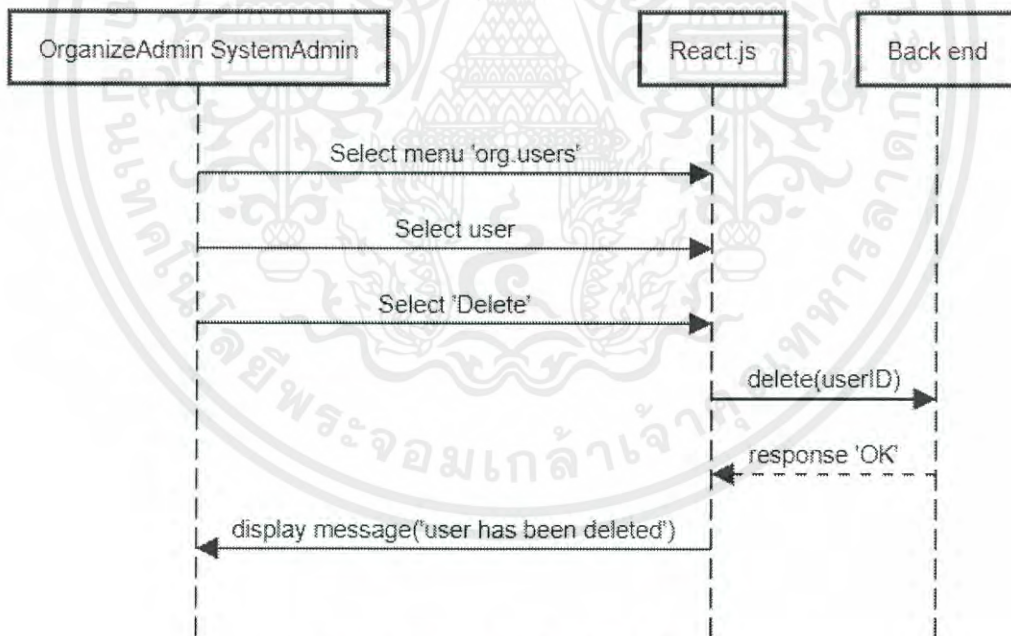 OrganizeAdmin SystemAdmin
React.js
Back end
Select menu 'org.users'
Select user
Select 'Delete'
delete(userID)
response 'OK'
display message('user has been deleted')